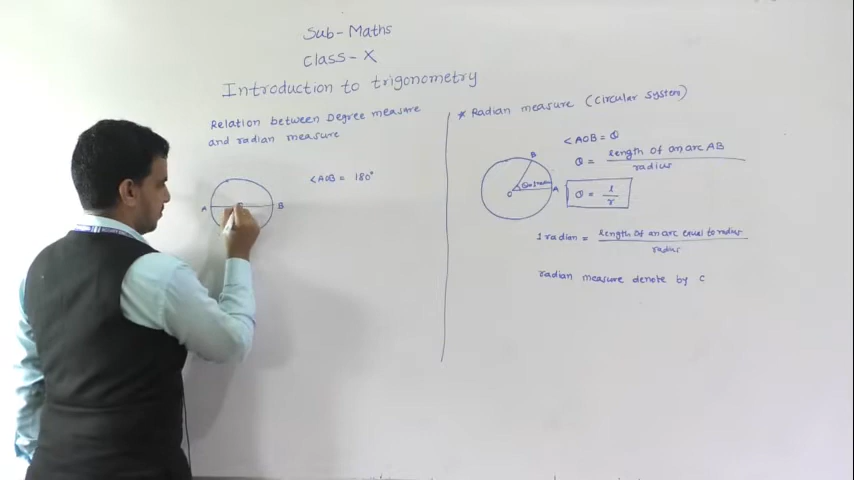 Sub- Maths
Class- X
Introduction to trigonometry
Relation between Degree measure
and radian measure
<AOB = 180°
A
B
* Radian measure (Circular System)
<AOB = θ
θ = Length of an arc AB
radius
θ = l
r
B
O
A
1 radian = Length of an arc equal to radius
radius
radian measure denote by c